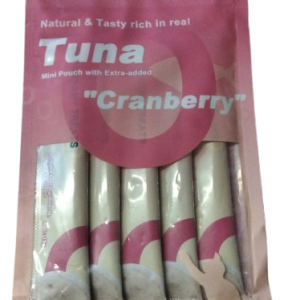 Natural & Tasty rich in real
Tuna
Mini Pouch with Extra-added
"Cranberry"